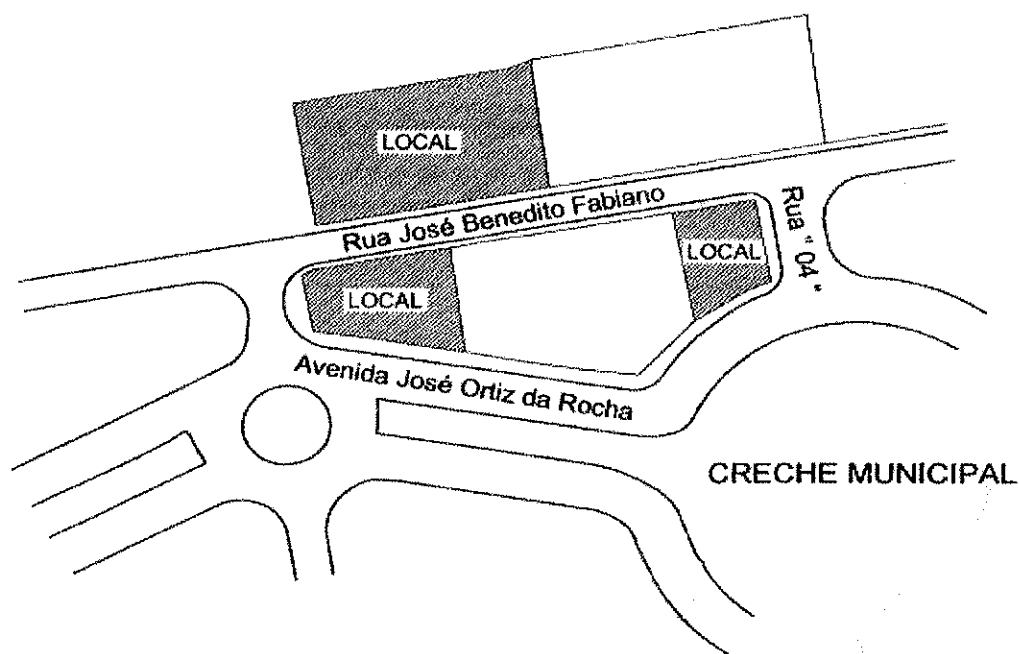 LOCAL
Rua José Benedito Fabiano
Rua " 04 "
LOCAL
LOCAL
Avenida José Ortiz da Rocha
CRECHE MUNICIPAL